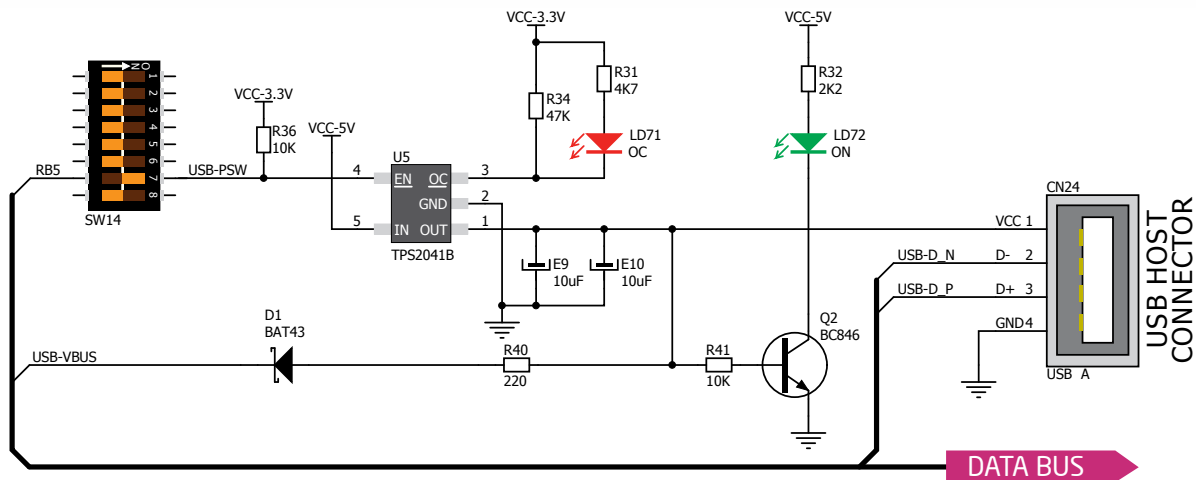 VCC-3.3V
VCC-5V
O
N
1
2
3
4
5
6
7
8
SW14
RB5
USB-PSW
VCC-3.3V
R36
10K
VCC-5V
R34
47K
R31
4K7
LD71
OC
R32
2K2
LD72
ON
U5
4
EN
OC
3
GND
2
5
IN
OUT
1
TPS2041B
E9
10uF
E10
10uF
D1
BAT43
USB-VBUS
R40
220
R41
10K
Q2
BC846
CN24
VCC 1
USB-D_N
D- 2
USB-D_P
D+ 3
GND4
USB A
USB HOST
CONNECTOR
DATA BUS